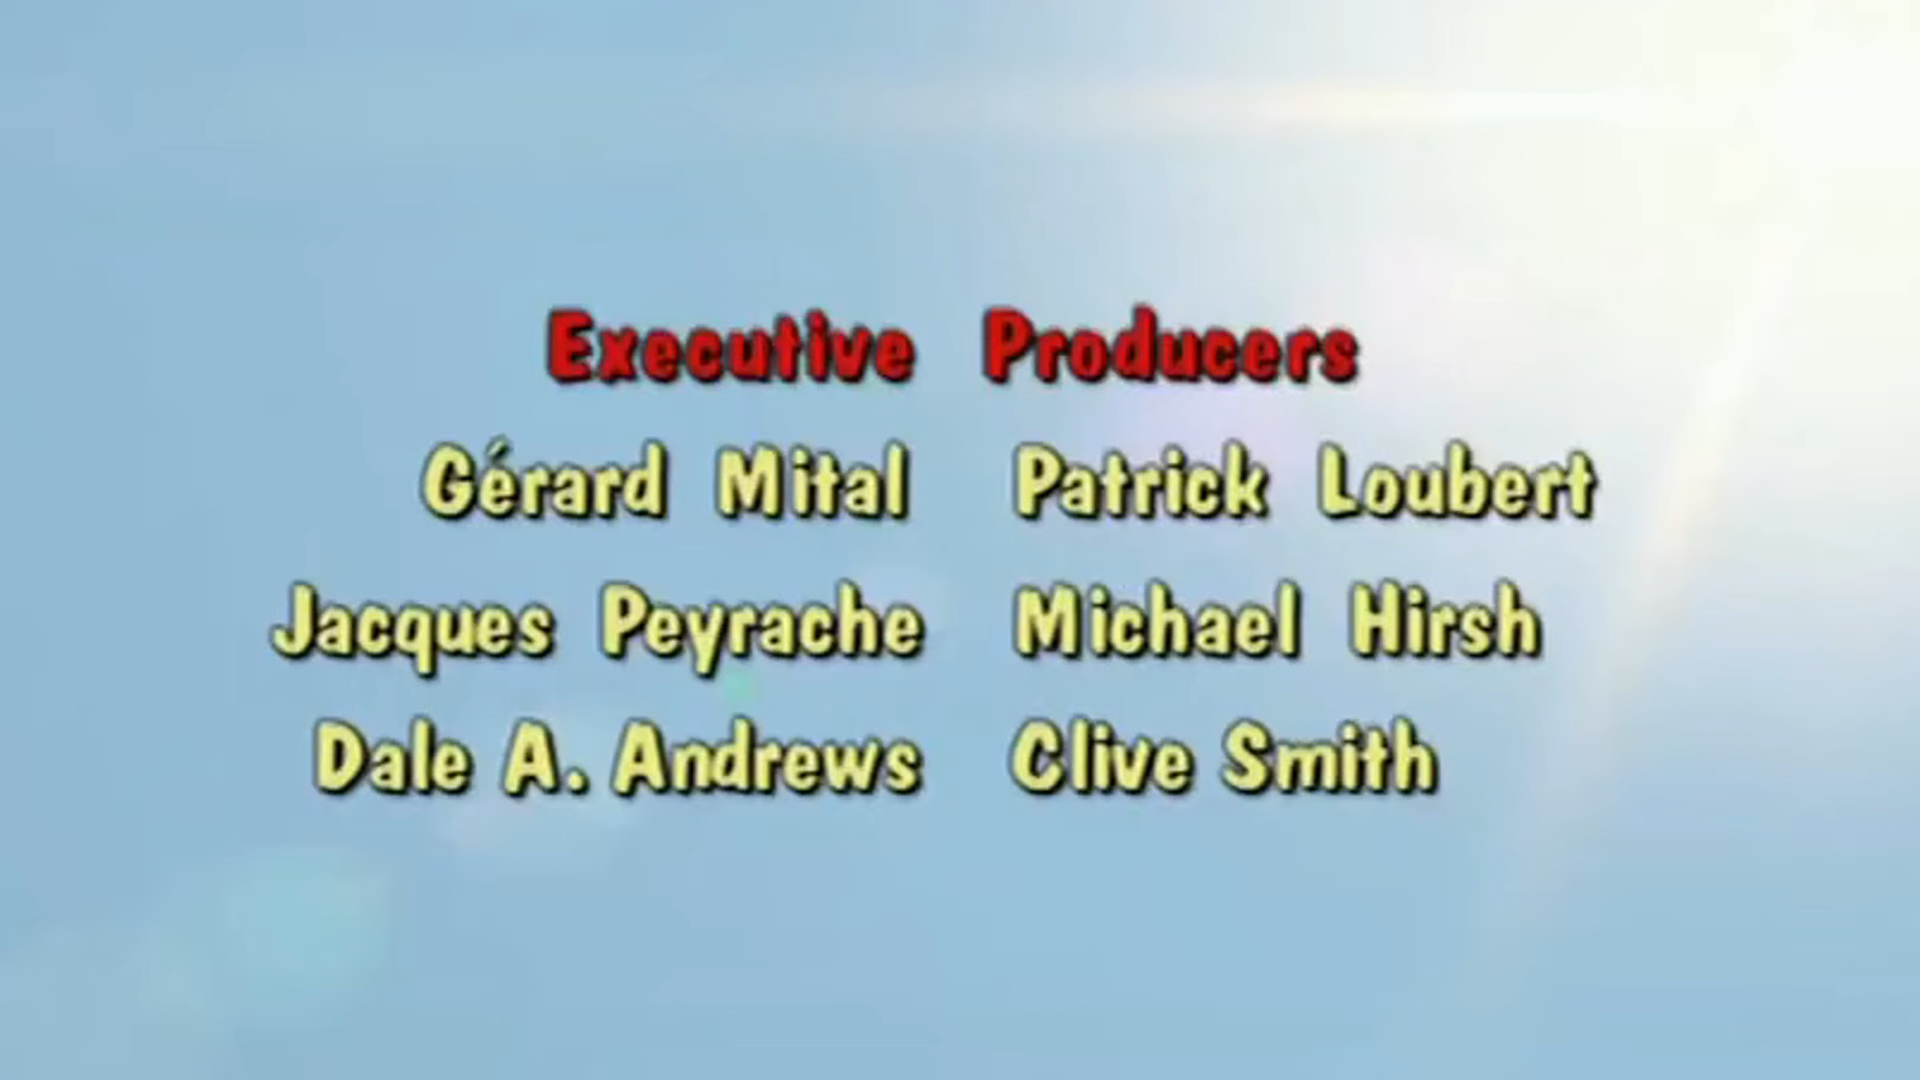 Executive Producers
Gérard Mital Patrick Loubert
Jacques Peyrache Michael Hirsh
Dale A. Andrews Clive Smith